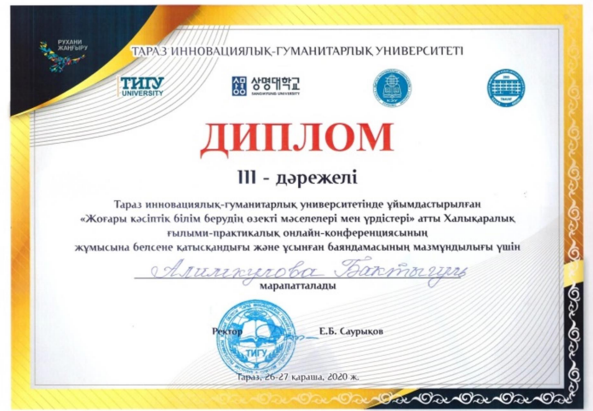 РУХАНИ
ЖАҢҒЫРУ
ТАРАЗ ИННОВАЦИЯЛЫҚ-ГУМАНИТАРЛЫҚ УНИВЕРСИТЕТІ
ТИГУ
UNIVERSITY
상명대학교
SANGMYUNG UNIVERSITY
ДИПЛОМ
III - дәрежелі
Тараз инновациялық-гуманитарлық университетінде ұйымдастырылған
«Жоғары кәсіптік білім берудің өзекті мәселелері мен үрдістері» атты Халықаралық
ғылыми-практикалық онлайн-конференциясының
жұмысына белсене қатысқандығы және ұсынған баяндамасының мазмұндылығы үшін
Алимкулова Бактыгуль
марапатталады
Ректор Е.Б. Саурықов
ТИГУ
Тараз, 26-27 қараша, 2020 ж.